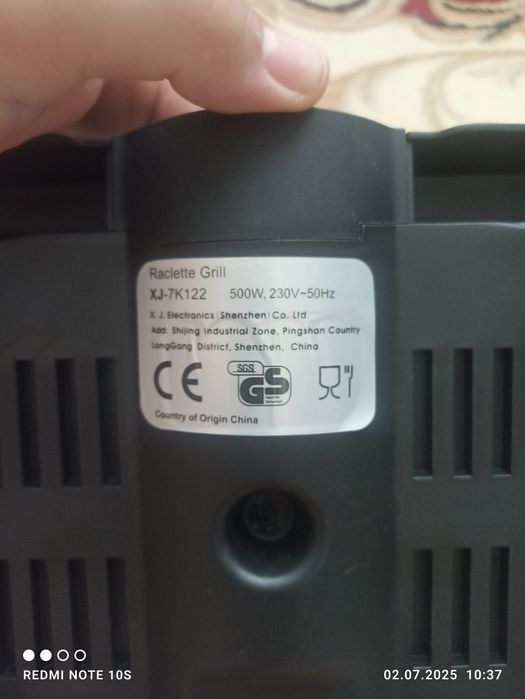 Raclette Grill
XJ-7K122 500W, 230V~50Hz
X. J. Electronics (Shenzhen) Co., Ltd.
Add: Shijing Industrial Zone, Pingshan Country
LongGang District, Shenzhen, China
CE SGS GS
Country of Origin China
REDMI NOTE 10S 02.07.2025 10:37